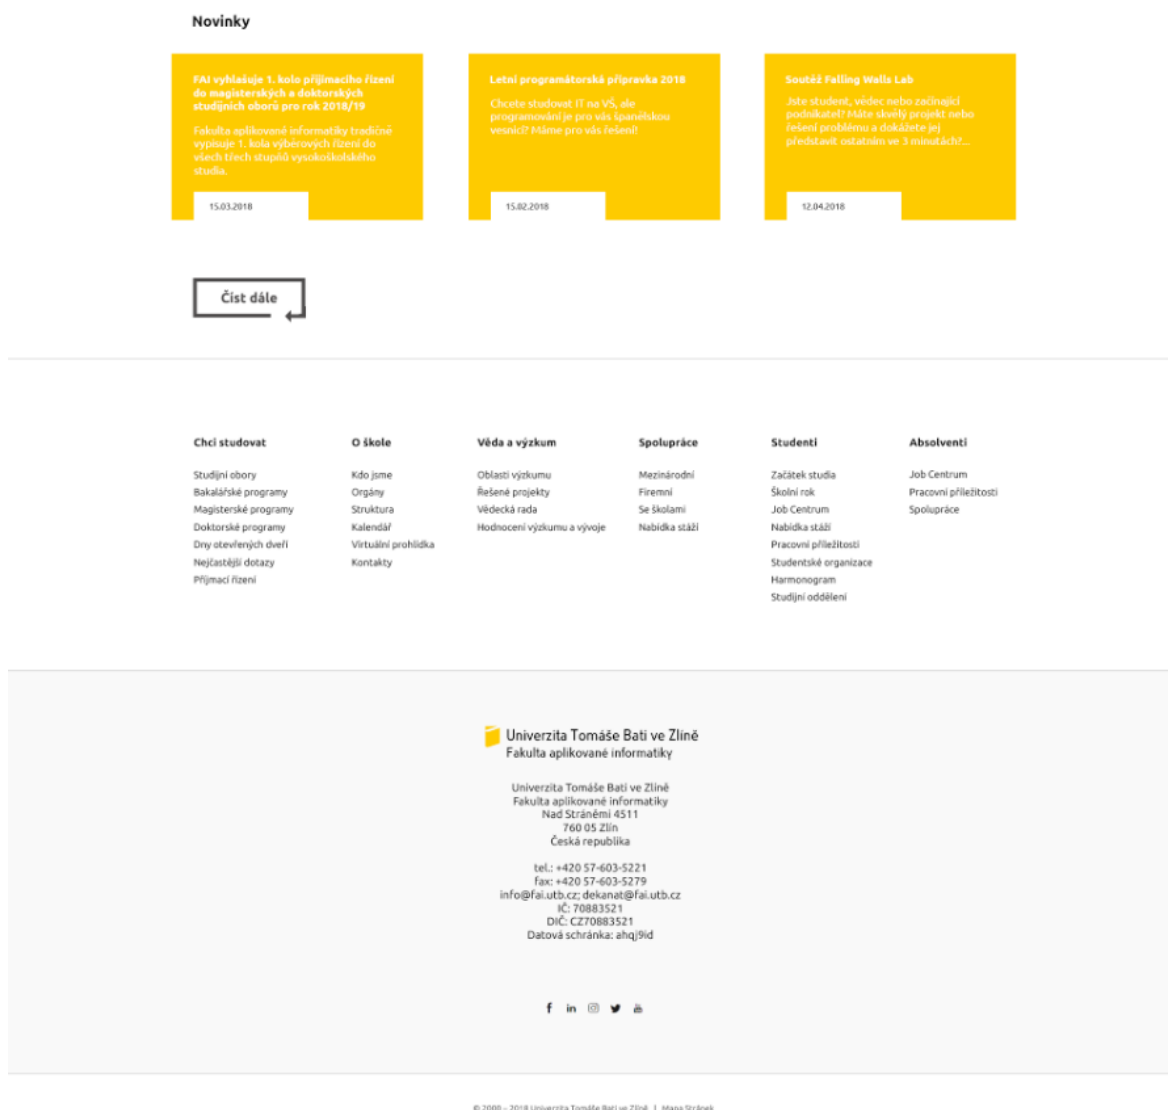 Novinky
FAI vyhlašuje 1. kolo přijímacího řízení
do magisterských a doktorských
studijních oborů pro rok 2018/19
Fakulta aplikované informatiky tradičně
vypisuje 1. kola výběrových řízení do
všech třech stupňů vysokoškolského
studia.
15.03.2018
Letní programátorská přípravka 2018
Chcete studovat IT na VŠ, ale
programování je pro vás španělskou
vesnicí? Máme pro vás řešení!
15.02.2018
Soutěž Falling Walls Lab
Jste student, vědec nebo začínající
podnikatel? Máte skvělý projekt nebo
řešení problému a dokážete jej
představit ostatním ve 3 minutách?...
12.04.2018
Číst dále
Chci studovat
Studijní obory
Bakalářské programy
Magisterské programy
Doktorské programy
Dny otevřených dveří
Nejčastější dotazy
Příjmací řízení
O škole
Kdo jsme
Orgány
Struktura
Kalendář
Virtuální prohlídka
Kontakty
Věda a výzkum
Oblasti výzkumu
Řešené projekty
Vědecká rada
Hodnocení výzkumu a vývoje
Spolupráce
Mezinárodní
Firemní
Se školami
Nabídka stáží
Studenti
Začátek studia
Školní rok
Job Centrum
Nabídka stáží
Pracovní příležitosti
Studentské organizace
Harmonogram
Studijní oddělení
Absolventi
Job Centrum
Pracovní příležitosti
Spolupráce
Univerzita Tomáše Bati ve Zlíně
Fakulta aplikované informatiky
Univerzita Tomáše Bati ve Zlíně
Fakulta aplikované informatiky
Nad Stráněmi 4511
760 05 Zlín
Česká republika
tel.: +420 57-603-5221
fax: +420 57-603-5279
info@fai.utb.cz; dekanat@fai.utb.cz
IČ: 70883521
DIČ: CZ70883521
Datová schránka: ahqj9id
© 2000 – 2018 Univerzita Tomáše Bati ve Zlíně | Mapa Stránek